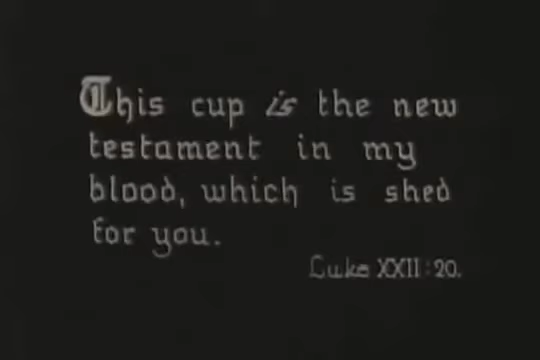 This cup is the new
testament in my
blood, which is shed
for you.
Luke XXII:20.